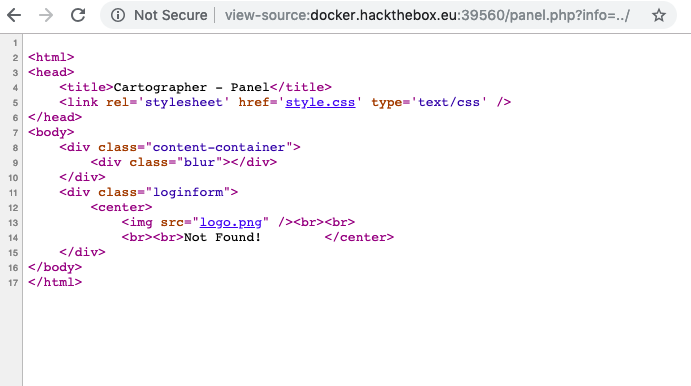 Not Secure | view-source:docker.hackthebox.eu:39560/panel.php?info=../
1
2 <html>
3 <head>
4     <title>Cartographer - Panel</title>
5     <link rel='stylesheet' href='style.css' type='text/css' />
6 </head>
7 <body>
8     <div class="content-container">
9         <div class="blur"></div>
10     </div>
11     <div class="loginform">
12         <center>
13             <img src="logo.png" /><br><br>
14             <br><br>Not Found!        </center>
15     </div>
16 </body>
17 </html>